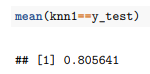 mean(knn1==y_test)
## [1] 0.805641